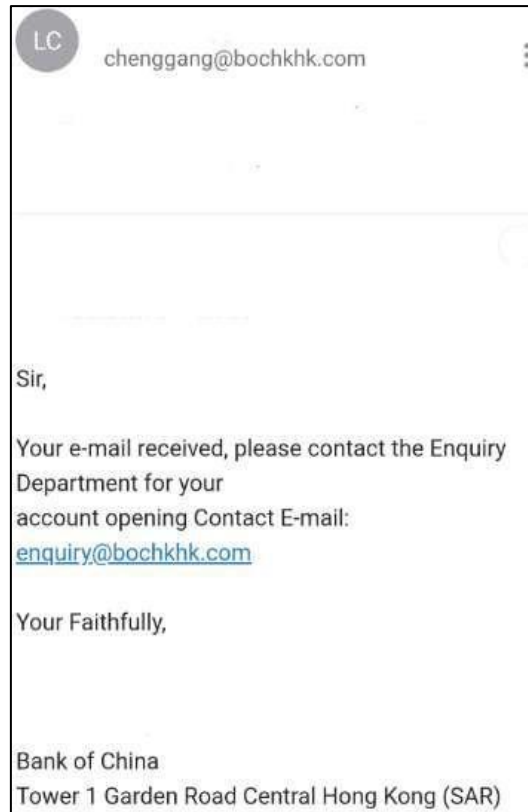 LC
chenggang@bochkhk.com
Sir,
Your e-mail received, please contact the Enquiry
Department for your
account opening Contact E-mail:
enquiry@bochkhk.com
Your Faithfully,
Bank of China
Tower 1 Garden Road Central Hong Kong (SAR)